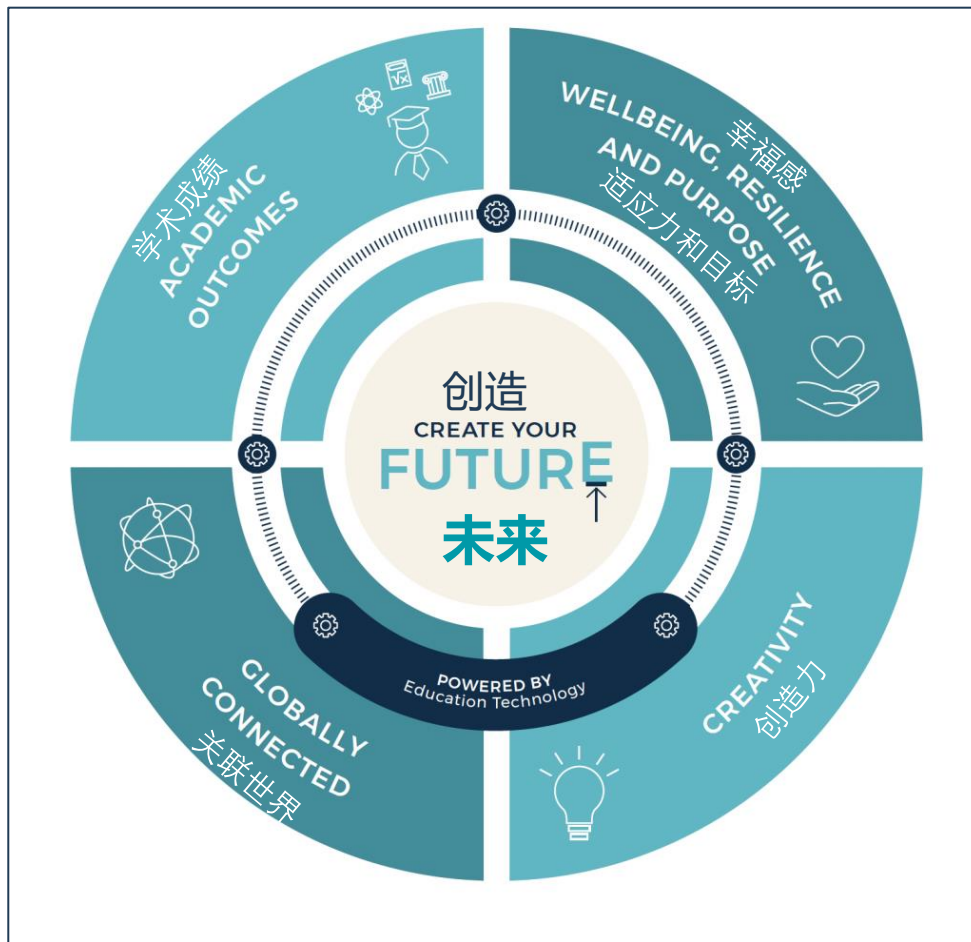 学术成绩
ACADEMIC
OUTCOMES
√x
WELLBEING, RESILIENCE
幸福感
AND PURPOSE
适应力和目标
创造
CREATE YOUR
FUTURE
未来
GLOBALLY
CONNECTED
关联世界
POWERED BY
Education Technology
CREATIVITY
创造力